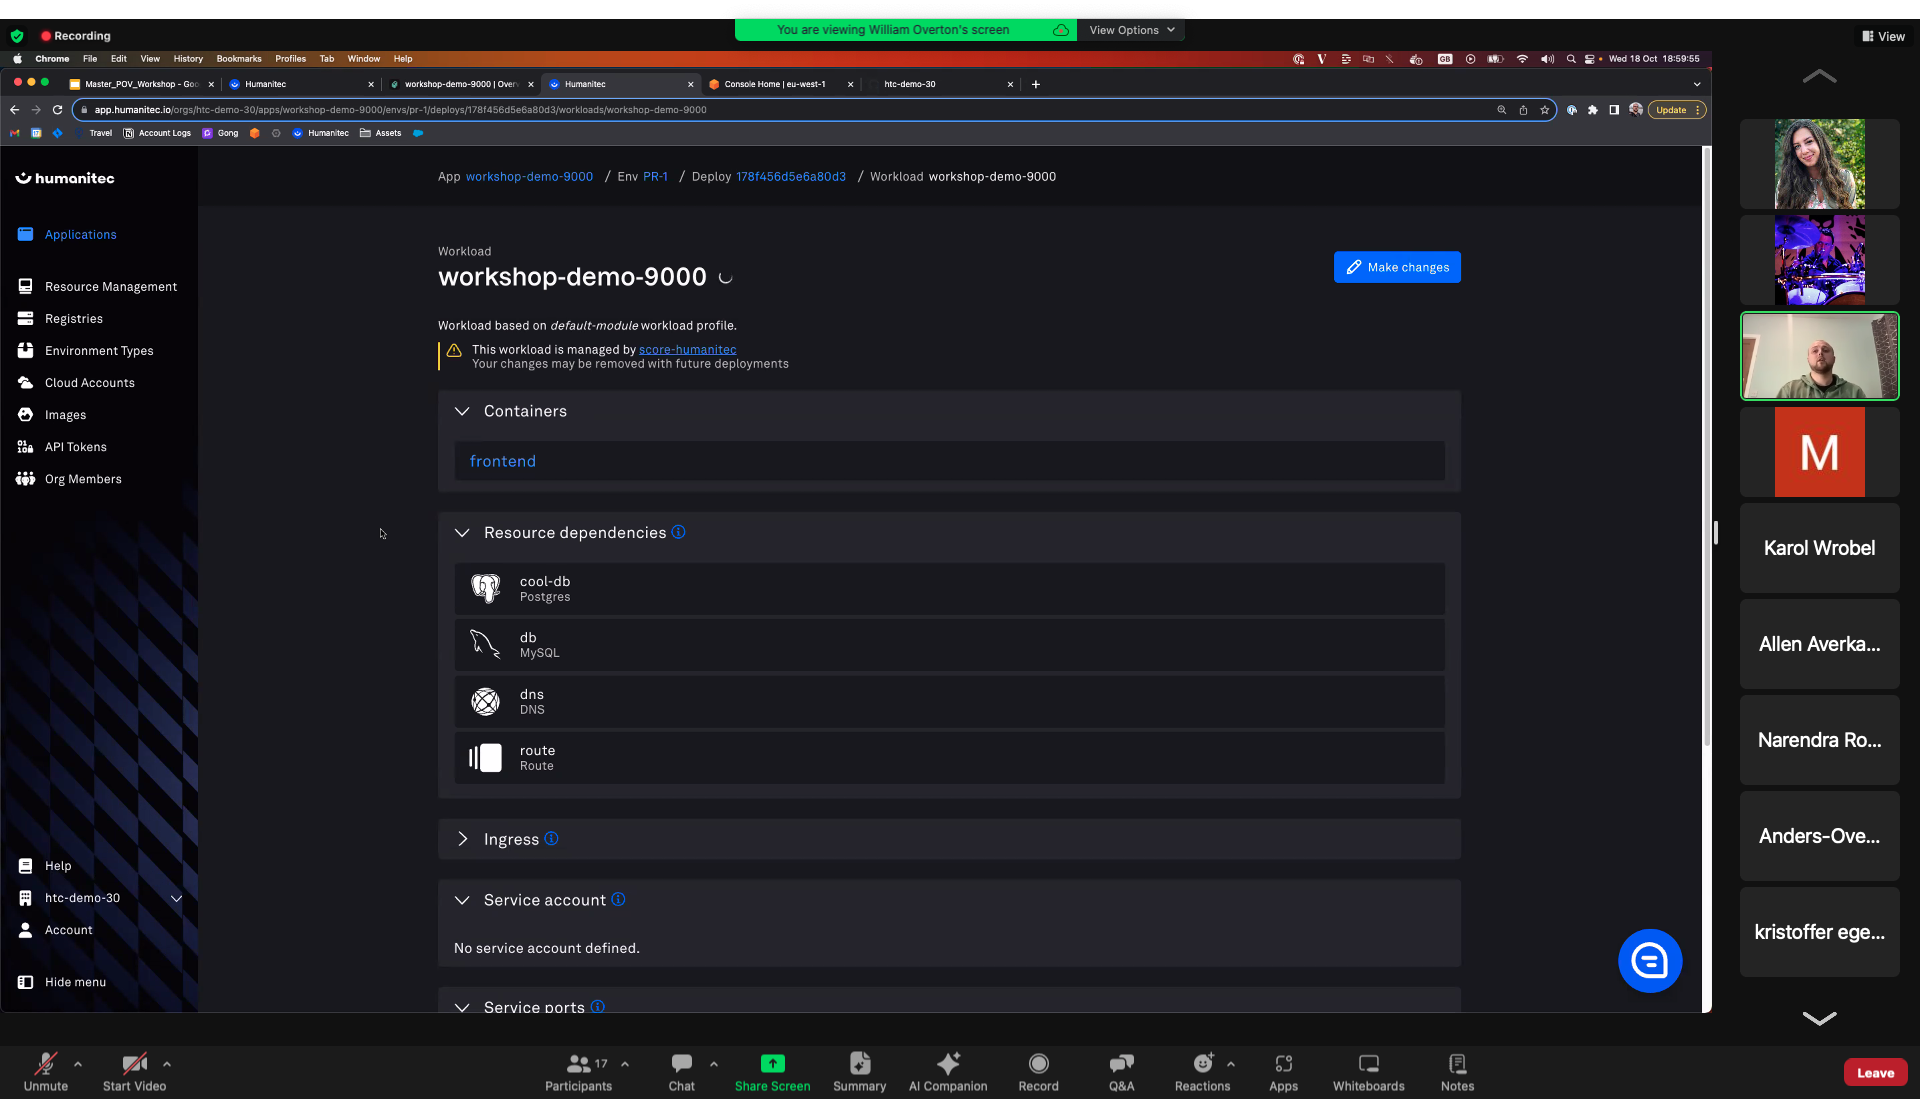 Recording
You are viewing William Overton's screen
View Options
View
Chrome File Edit View History Bookmarks Profiles Tab Window Help
GB
Wed 18 Oct 18:59:55
Master_POV_Workshop - Goo
Humanitec
workshop-demo-9000 | Over
Humanitec
Console Home | eu-west-1
htc-demo-30
app.humanitec.io/orgs/htc-demo-30/apps/workshop-demo-9000/envs/pr-1/deploys/178f456d5e6a80d3/workloads/workshop-demo-9000
Update
Travel
Account Logs
Gong
Humanitec
Assets
humanitec
Applications
Resource Management
Registries
Environment Types
Cloud Accounts
Images
API Tokens
Org Members
Help
htc-demo-30
Account
Hide menu
App workshop-demo-9000 / Env PR-1 / Deploy 178f456d5e6a80d3 / Workload workshop-demo-9000
Workload
workshop-demo-9000
Make changes
Workload based on default-module workload profile.
This workload is managed by score-humanitec
Your changes may be removed with future deployments
Containers
frontend
Resource dependencies
cool-db
Postgres
db
MySQL
dns
DNS
route
Route
Ingress
Service account
No service account defined.
Service ports
M
Karol Wrobel
Allen Averka...
Narendra Ro...
Anders-Ove...
kristoffer ege...
Unmute
Start Video
17
Participants
Chat
Share Screen
Summary
AI Companion
Record
Q&A
Reactions
Apps
Whiteboards
Notes
Leave